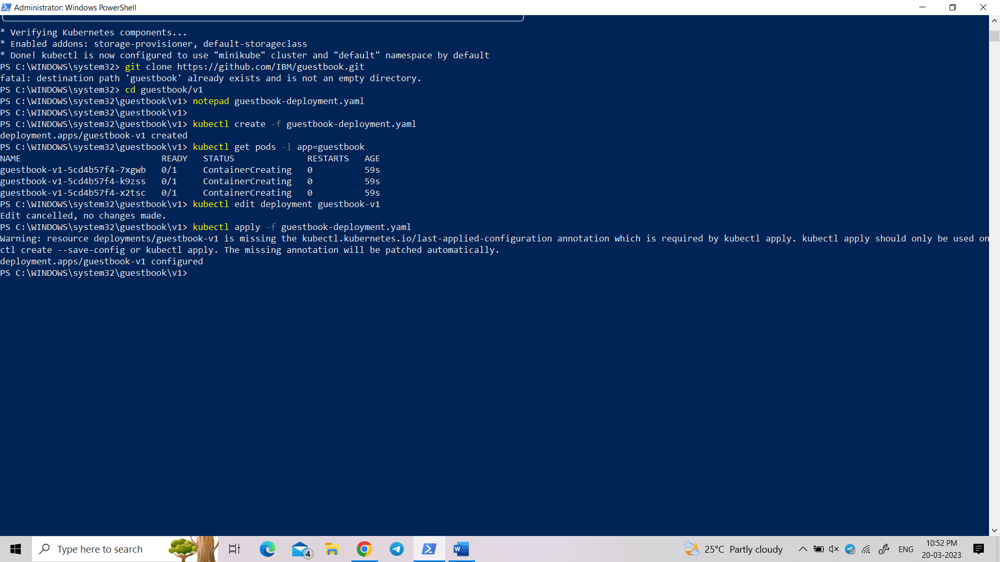 Administrator: Windows PowerShell
* Verifying Kubernetes components...
* Enabled addons: storage-provisioner, default-storageclass
* Done! kubectl is now configured to use "minikube" cluster and "default" namespace by default
PS C:\WINDOWS\system32> git clone https://github.com/IBM/guestbook.git
fatal: destination path 'guestbook' already exists and is not an empty directory.
PS C:\WINDOWS\system32> cd guestbook/v1
PS C:\WINDOWS\system32\guestbook\v1> notepad guestbook-deployment.yaml
PS C:\WINDOWS\system32\guestbook\v1>
PS C:\WINDOWS\system32\guestbook\v1> kubectl create -f guestbook-deployment.yaml
deployment.apps/guestbook-v1 created
PS C:\WINDOWS\system32\guestbook\v1> kubectl get pods -l app=guestbook
NAME READY STATUS RESTARTS AGE
guestbook-v1-5cd4b57f4-7xgwb 0/1 ContainerCreating 0 59s
guestbook-v1-5cd4b57f4-k9zss 0/1 ContainerCreating 0 59s
guestbook-v1-5cd4b57f4-x2tsc 0/1 ContainerCreating 0 59s
PS C:\WINDOWS\system32\guestbook\v1> kubectl edit deployment guestbook-v1
Edit cancelled, no changes made.
PS C:\WINDOWS\system32\guestbook\v1> kubectl apply -f guestbook-deployment.yaml
Warning: resource deployments/guestbook-v1 is missing the kubectl.kubernetes.io/last-applied-configuration annotation which is required by kubectl apply. kubectl apply should only be used on
ctl create --save-config or kubectl apply. The missing annotation will be patched automatically.
deployment.apps/guestbook-v1 configured
PS C:\WINDOWS\system32\guestbook\v1>
Type here to search
4
W
25°C Partly cloudy
ENG
10:52 PM
20-03-2023